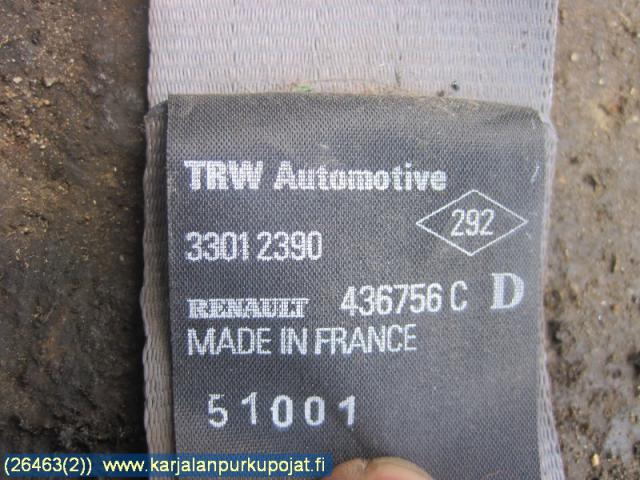 TRW Automotive
292
33012390
RENAULT 436756 C D
MADE IN FRANCE
51001
(26463(2)) www.karjalanpurkupojat.fi